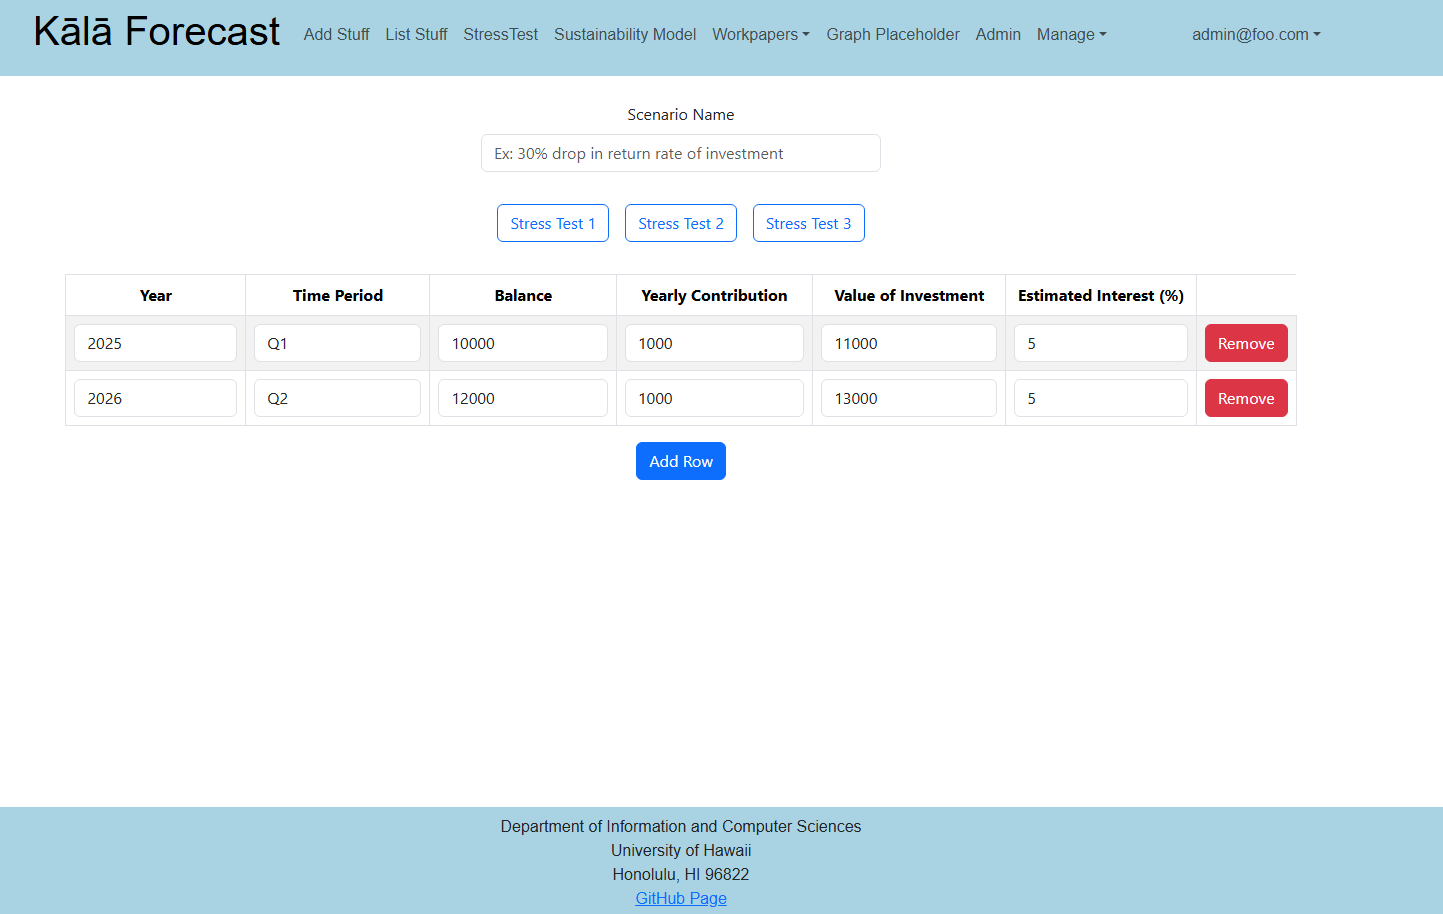 Kālā Forecast Add Stuff List Stuff StressTest Sustainability Model Workpapers Graph Placeholder Admin Manage admin@foo.com
Scenario Name
Ex: 30% drop in return rate of investment
Stress Test 1 Stress Test 2 Stress Test 3
Year Time Period Balance Yearly Contribution Value of Investment Estimated Interest (%)
2025 Q1 10000 1000 11000 5 Remove
2026 Q2 12000 1000 13000 5 Remove
Add Row
Department of Information and Computer Sciences
University of Hawaii
Honolulu, HI 96822
GitHub Page